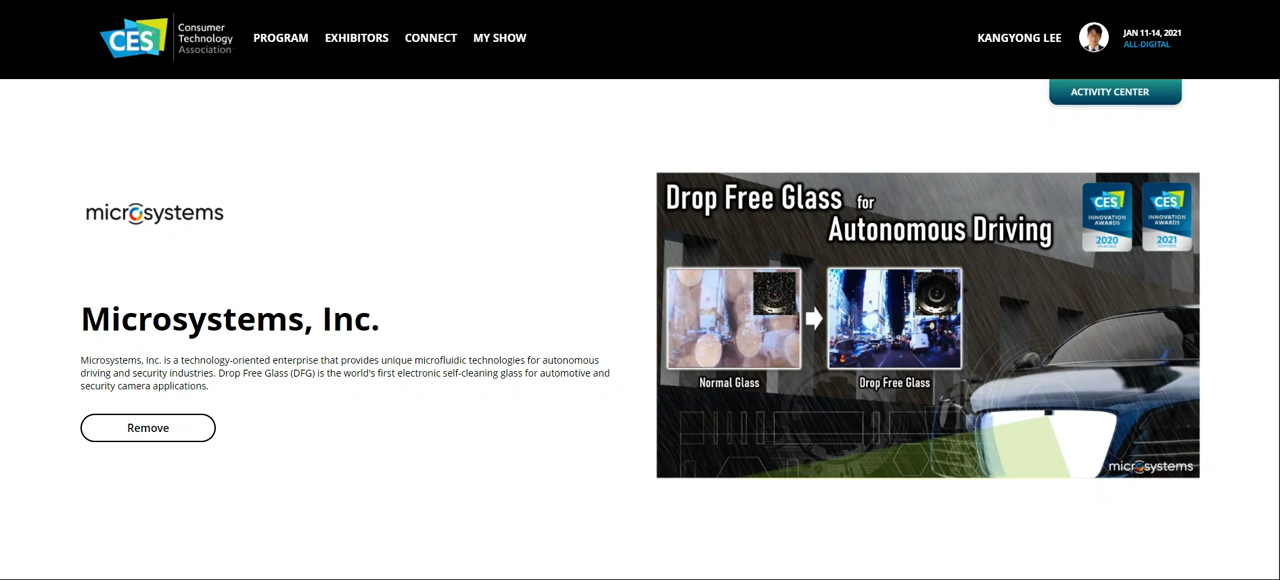 CES
Consumer
Technology
Association
PROGRAM
EXHIBITORS
CONNECT
MY SHOW
KANGYONG LEE
JAN 11-14, 2021
ALL-DIGITAL
ACTIVITY CENTER
microsystems
Microsystems, Inc.
Microsystems, Inc. is a technology-oriented enterprise that provides unique microfluidic technologies for autonomous
driving and security industries. Drop Free Glass (DFG) is the world's first electronic self-cleaning glass for automotive and
security camera applications.
Remove
Drop Free Glass for
Autonomous Driving
CES
INNOVATION
AWARDS
2020
CES
INNOVATION
AWARDS
2021
Normal Glass
Drop Free Glass
microsystems